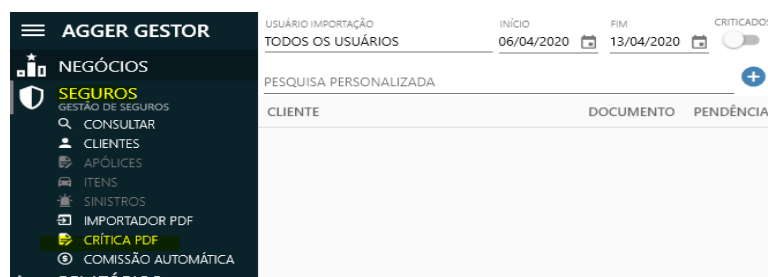 AGGER GESTOR
NEGÓCIOS
SEGUROS
GESTÃO DE SEGUROS
CONSULTAR
CLIENTES
APÓLICES
ITENS
SINISTROS
IMPORTADOR PDF
CRÍTICA PDF
COMISSÃO AUTOMÁTICA
USUÁRIO IMPORTAÇÃO INÍCIO FIM CRITICADOS
TODOS OS USUÁRIOS 06/04/2020 13/04/2020
PESQUISA PERSONALIZADA
CLIENTE DOCUMENTO PENDÊNCIA